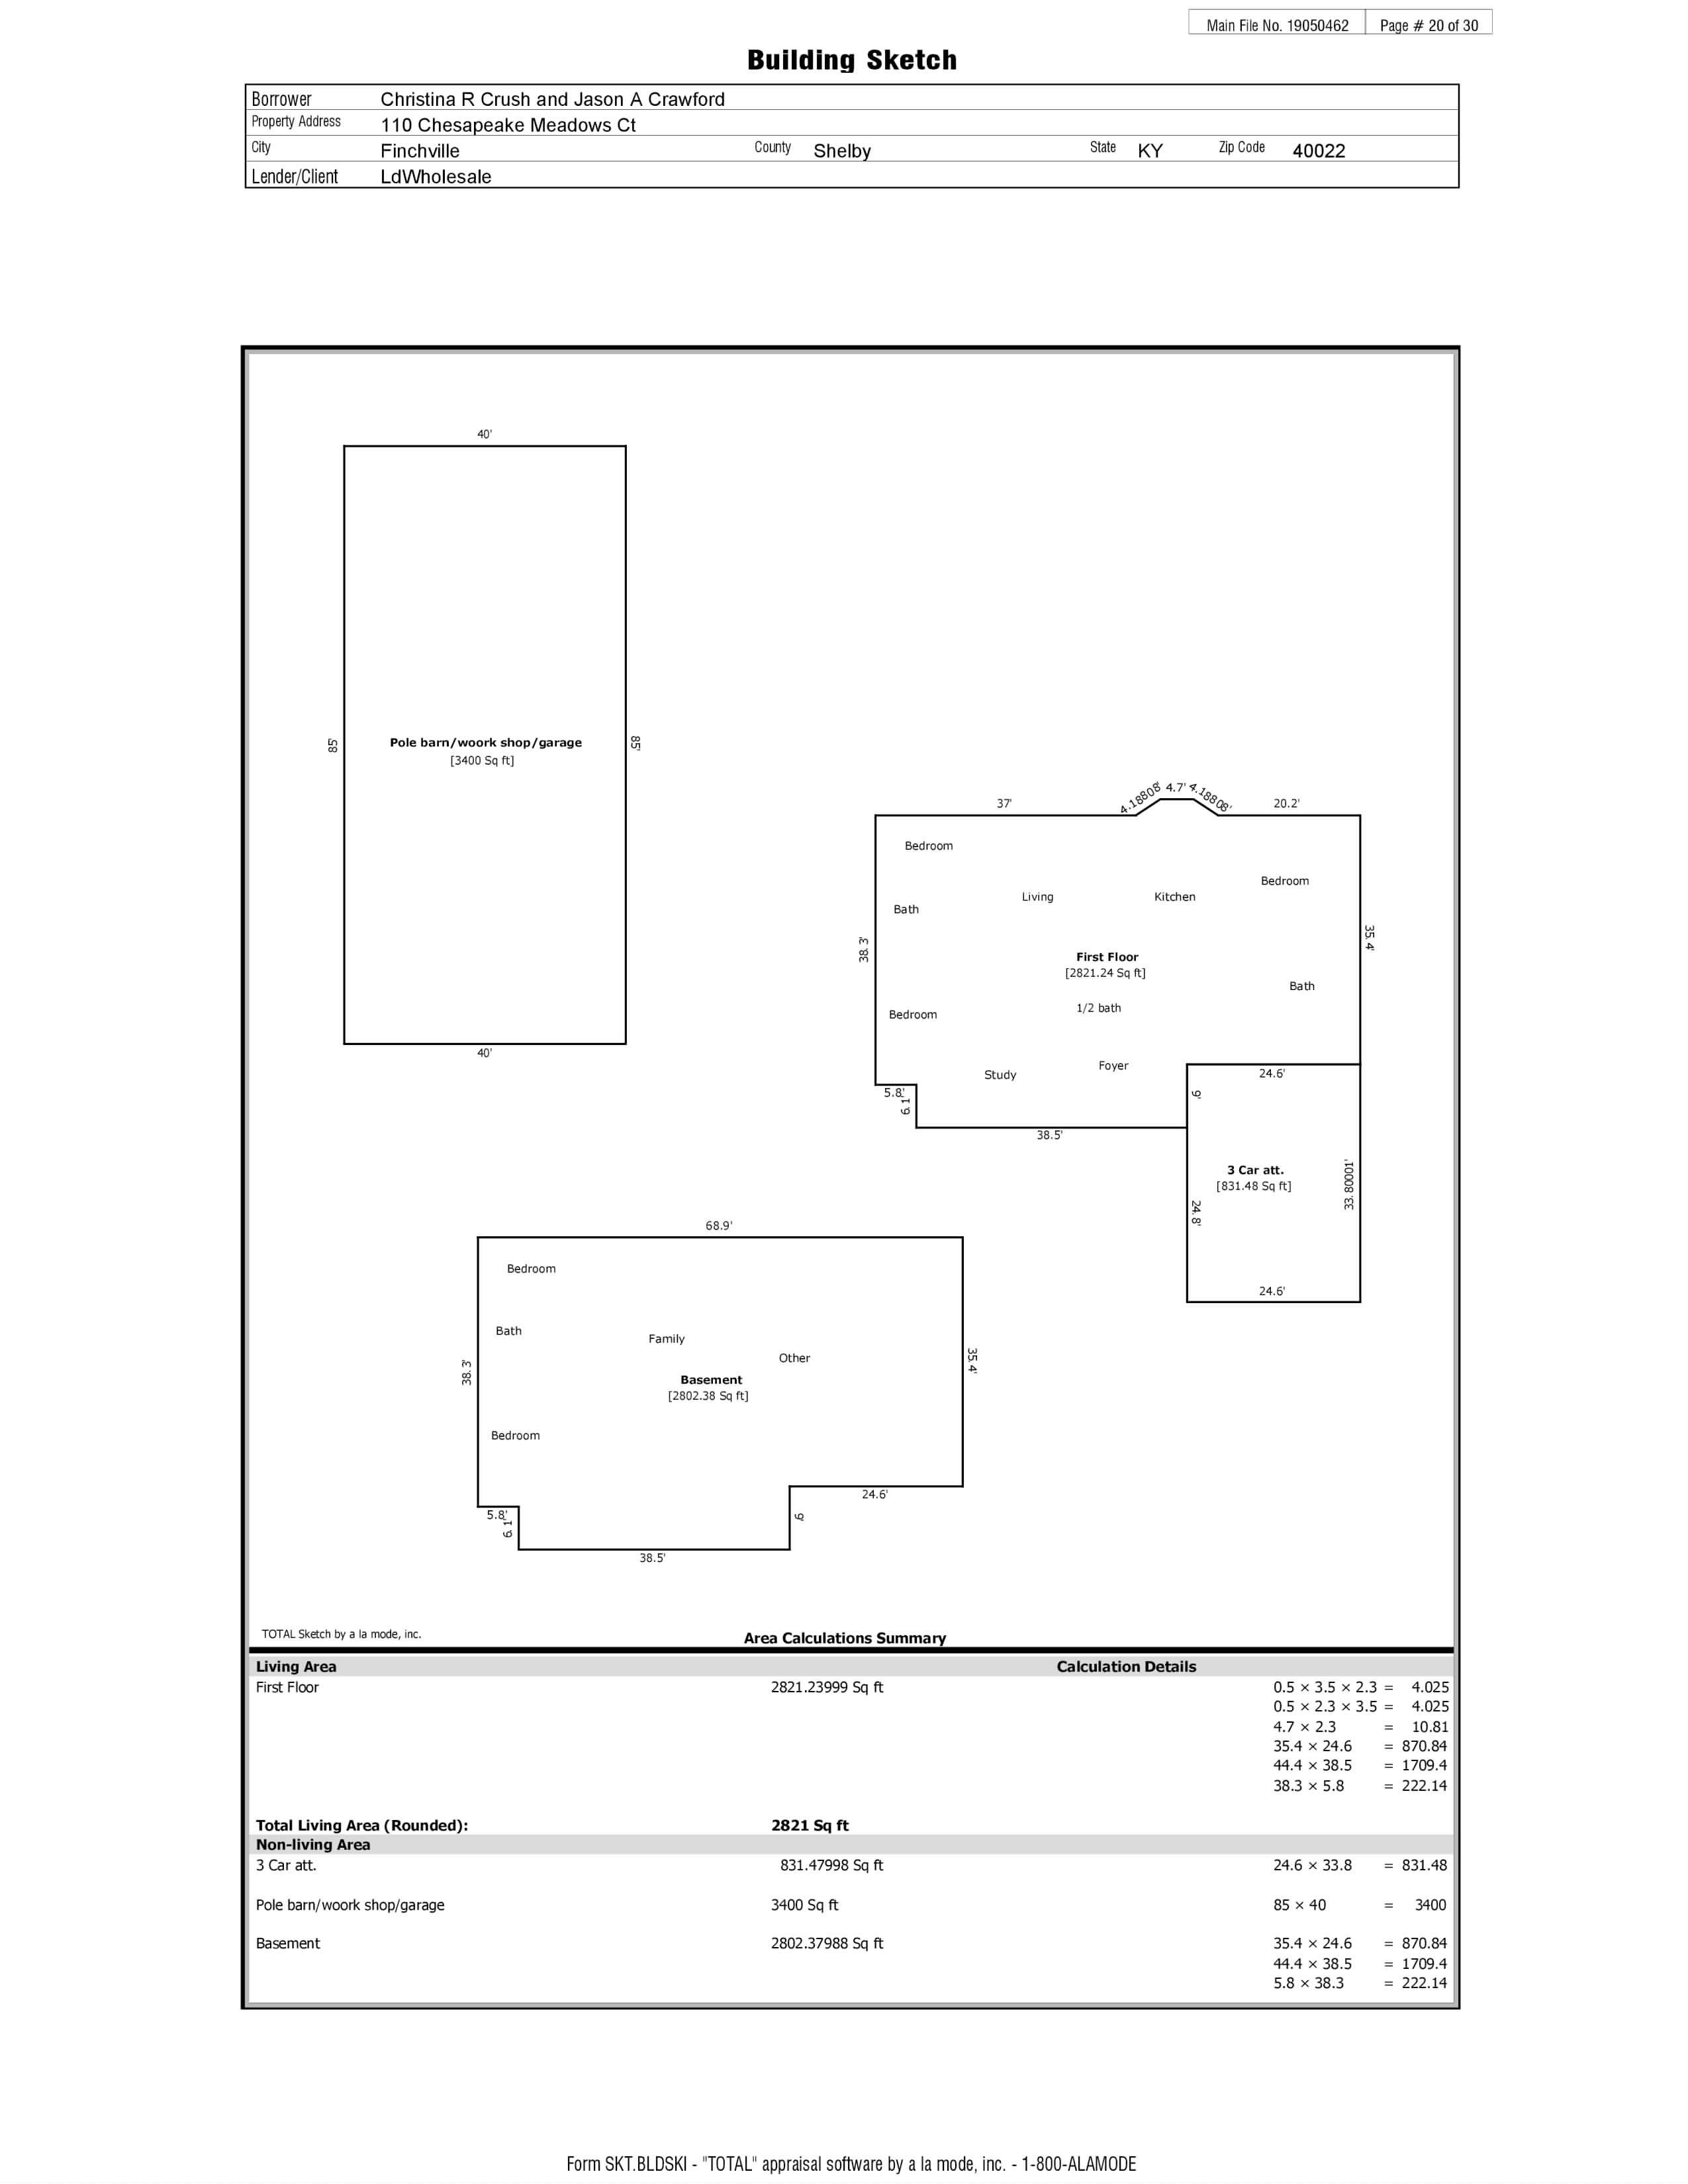 Main File No. 19050462 Page # 20 of 30
Building Sketch
Borrower Christina R Crush and Jason A Crawford
Property Address 110 Chesapeake Meadows Ct
City Finchville County Shelby State KY Zip Code 40022
Lender/Client LdWholesale
40'
85' Pole barn/woork shop/garage 85'
[3400 Sq ft]
40'
37' 4.18808' 4.7' 4.18808' 20.2'
Bedroom
Bedroom
Living Kitchen
Bath
38.3' 35.4'
First Floor
[2821.24 Sq ft]
Bath
1/2 bath
Bedroom
Foyer
Study
24.6'
5.8' 9'
6.1'
38.5'
3 Car att.
[831.48 Sq ft] 33.80001'
24.8'
24.6'
68.9'
Bedroom
Bath
Family
Other
38.3' 35.4'
Basement
[2802.38 Sq ft]
Bedroom
24.6'
5.8' 9'
6.1'
38.5'
TOTAL Sketch by a la mode, inc. Area Calculations Summary
Living Area Calculation Details
First Floor 2821.23999 Sq ft 0.5 × 3.5 × 2.3 = 4.025
0.5 × 2.3 × 3.5 = 4.025
4.7 × 2.3 = 10.81
35.4 × 24.6 = 870.84
44.4 × 38.5 = 1709.4
38.3 × 5.8 = 222.14
Total Living Area (Rounded): 2821 Sq ft
Non-living Area
3 Car att. 831.47998 Sq ft 24.6 × 33.8 = 831.48
Pole barn/woork shop/garage 3400 Sq ft 85 × 40 = 3400
Basement 2802.37988 Sq ft 35.4 × 24.6 = 870.84
44.4 × 38.5 = 1709.4
5.8 × 38.3 = 222.14
Form SKT.BLDSKI - "TOTAL" appraisal software by a la mode, inc. - 1-800-ALAMODE